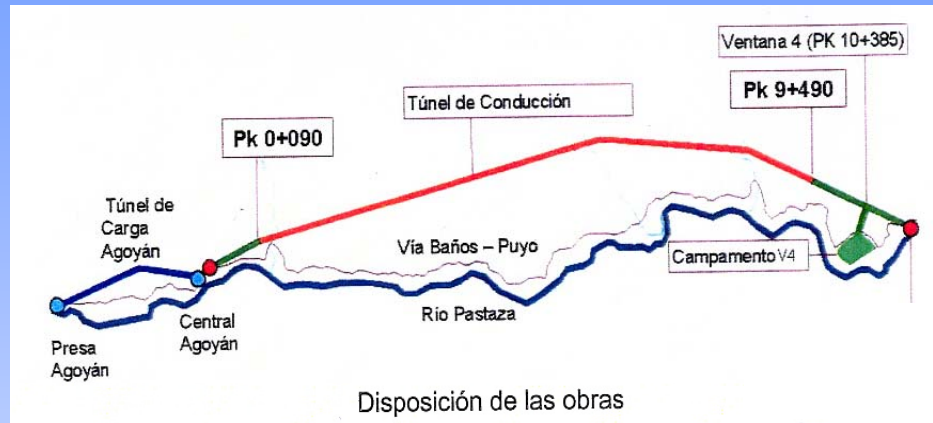 Ventana 4 (PK 10+385)
Túnel de Conducción
Pk 9+490
Pk 0+090
Túnel de
Carga
Agoyán
Vía Baños – Puyo
Campamento V4
Río Pastaza
Central
Agoyán
Presa
Agoyán
Disposición de las obras